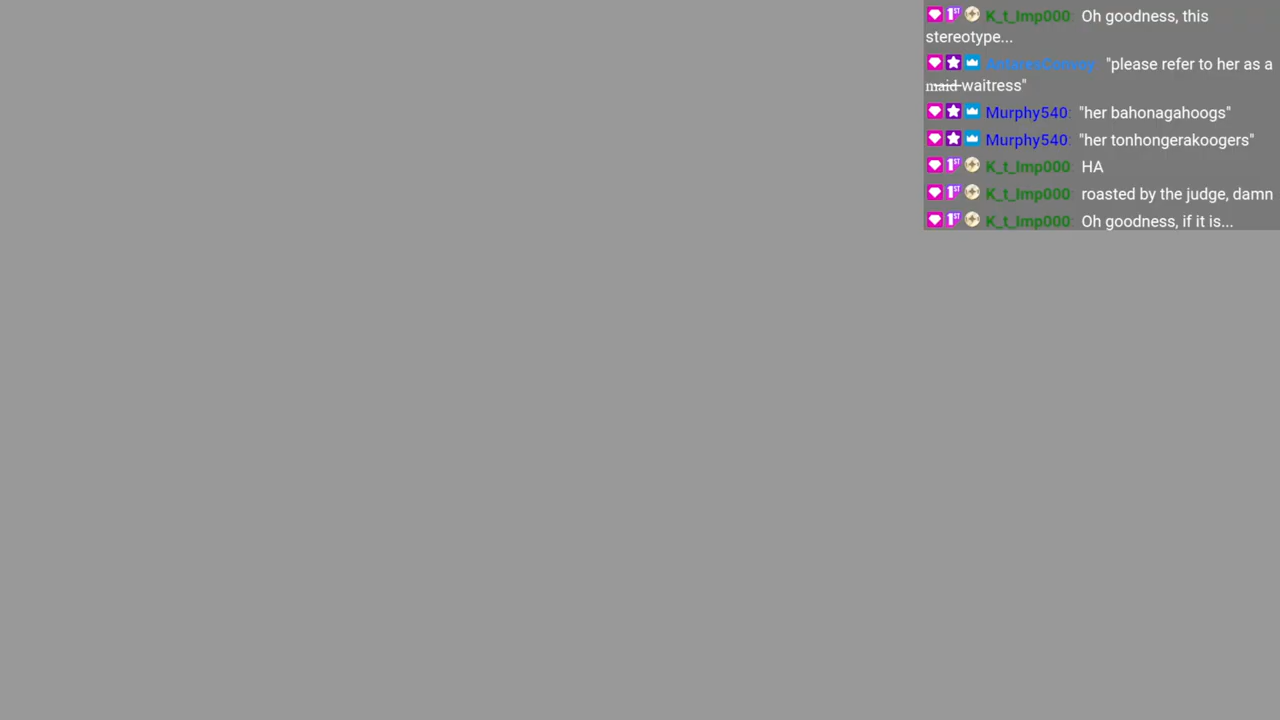 K_t_Imp000: Oh goodness, this
stereotype...
AntaresComvoy: "please refer to her as a
maid waitress"
Murphy540: "her bahonagahoogs"
Murphy540: "her tonhongerakoogers"
K_t_Imp000: HA
K_t_Imp000: roasted by the judge, damn
K_t_Imp000: Oh goodness, if it is...